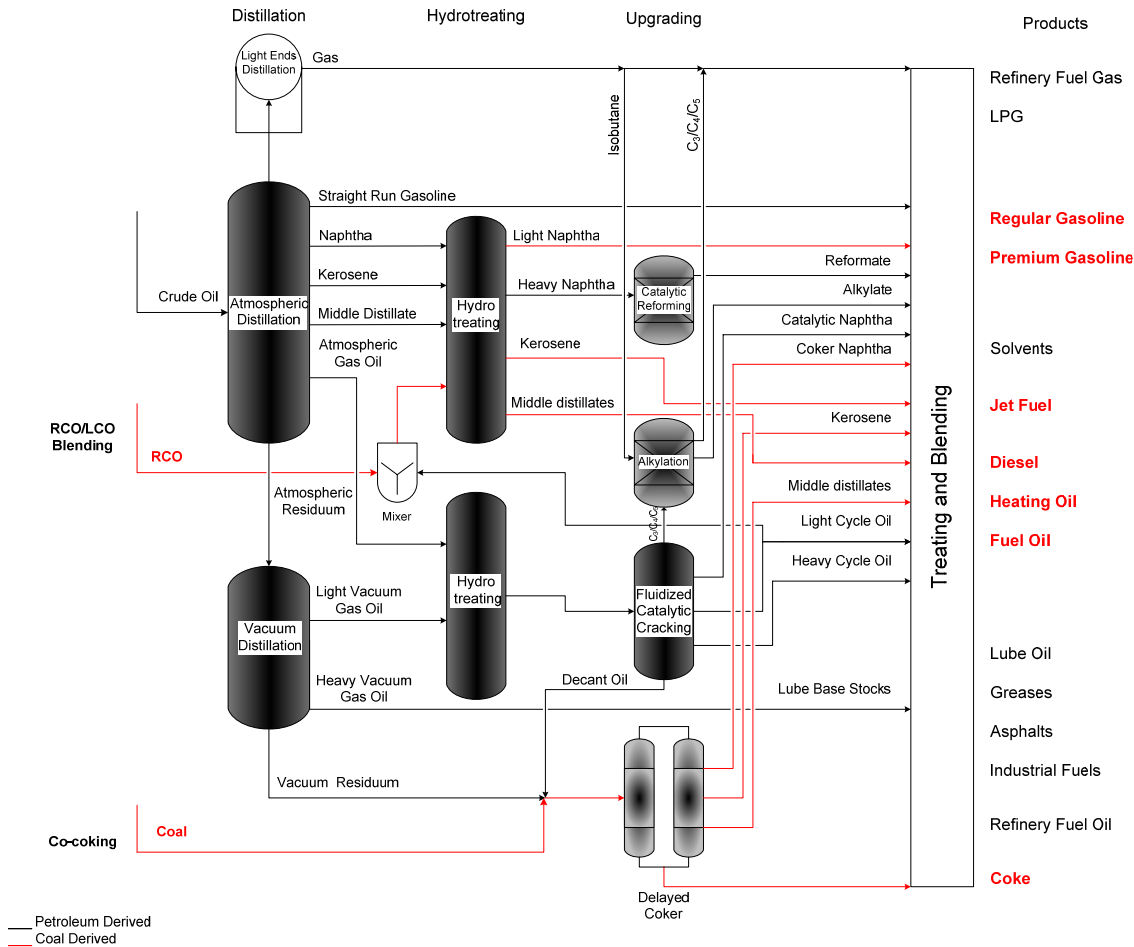 Distillation
Hydrotreating
Upgrading
Products
Light Ends
Distillation
Gas
Refinery Fuel Gas
LPG
Isobutane
C3/C4/C5
Straight Run Gasoline
Regular Gasoline
Naphtha
Light Naphtha
Premium Gasoline
Reformate
Kerosene
Heavy Naphtha
Catalytic
Reforming
Alkylate
Crude Oil
Atmospheric
Distillation
Hydro
treating
Middle Distillate
Catalytic Naphtha
Atmospheric
Gas Oil
Kerosene
Coker Naphtha
Solvents
Middle distillates
Jet Fuel
Kerosene
RCO/LCO
Blending
RCO
Alkylation
Diesel
Middle distillates
Heating Oil
Atmospheric
Residuum
Mixer
C3/C4/C5
Light Cycle Oil
Fuel Oil
Heavy Cycle Oil
Treating and Blending
Light Vacuum
Gas Oil
Hydro
treating
Fluidized
Catalytic
Cracking
Vacuum
Distillation
Lube Oil
Heavy Vacuum
Gas Oil
Decant Oil
Lube Base Stocks
Greases
Asphalts
Vacuum Residuum
Industrial Fuels
Coal
Co-coking
Refinery Fuel Oil
Coke
Delayed
Coker
Petroleum Derived
Coal Derived